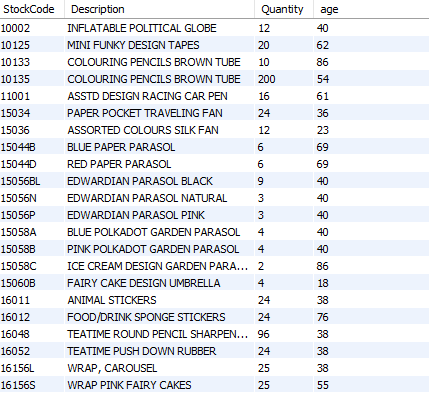 StockCode Description Quantity age
10002 INFLATABLE POLITICAL GLOBE 12 40
10125 MINI FUNKY DESIGN TAPES 20 62
10133 COLOURING PENCILS BROWN TUBE 10 86
10135 COLOURING PENCILS BROWN TUBE 200 54
11001 ASSTD DESIGN RACING CAR PEN 16 61
15034 PAPER POCKET TRAVELING FAN 24 36
15036 ASSORTED COLOURS SILK FAN 12 23
15044B BLUE PAPER PARASOL 6 69
15044D RED PAPER PARASOL 6 69
15056BL EDWARDIAN PARASOL BLACK 9 40
15056N EDWARDIAN PARASOL NATURAL 3 40
15056P EDWARDIAN PARASOL PINK 3 40
15058A BLUE POLKADOT GARDEN PARASOL 4 40
15058B PINK POLKADOT GARDEN PARASOL 4 40
15058C ICE CREAM DESIGN GARDEN PARA... 2 86
15060B FAIRY CAKE DESIGN UMBRELLA 4 18
16011 ANIMAL STICKERS 24 38
16012 FOOD/DRINK SPONGE STICKERS 24 76
16048 TEATIME ROUND PENCIL SHARPEN... 96 38
16052 TEATIME PUSH DOWN RUBBER 24 38
16156L WRAP, CAROUSEL 25 38
16156S WRAP PINK FAIRY CAKES 25 55